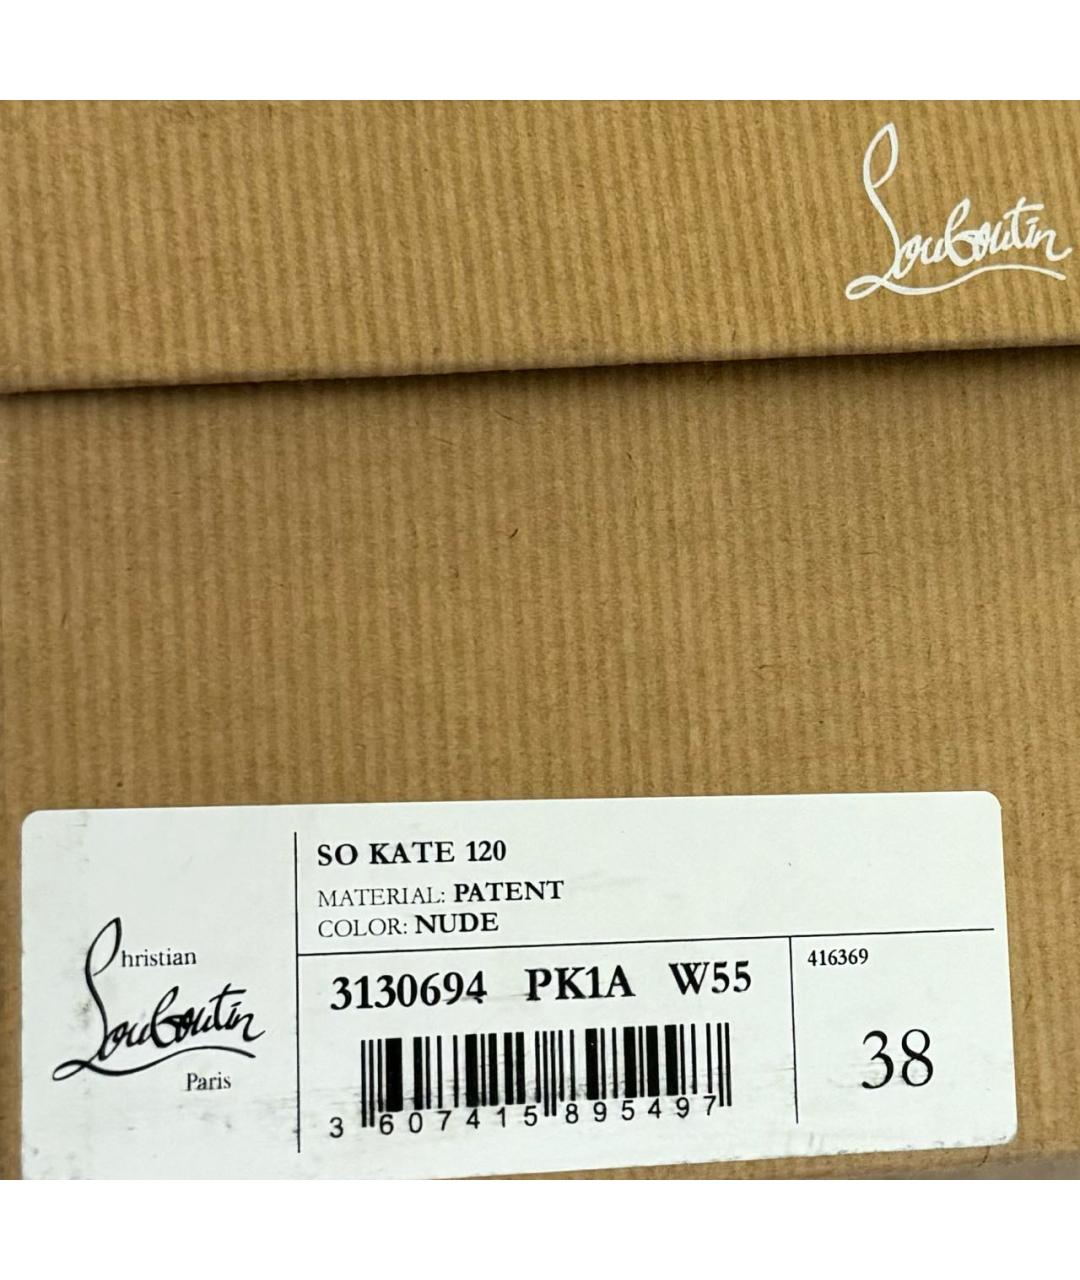 Louboutin
SO KATE 120
MATERIAL: PATENT
COLOR: NUDE
Christian
Louboutin
Paris
3130694 PK1A W55
3 607415 895497
416369
38